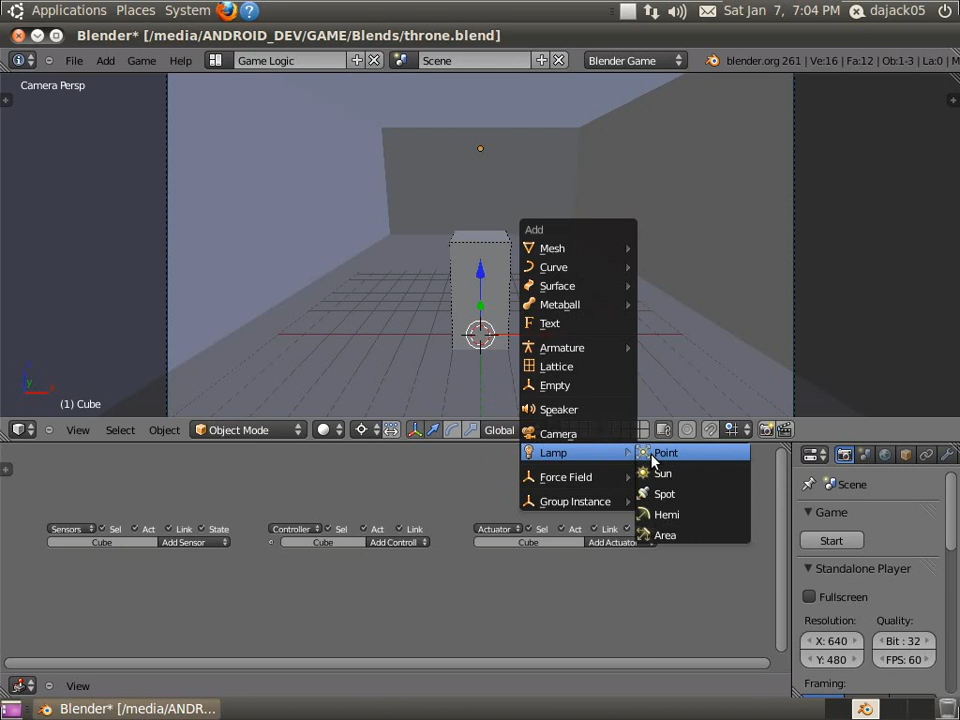 Applications Places System ? Sat Jan 7, 7:04 PM dajack05
Blender* [/media/ANDROID_DEV/GAME/Blends/throne.blend]
File Add Game Help Game Logic Scene Blender Game blender.org 261 | Ve:16 | Fa:12 | Ob:1-3 | La:0 | M
Camera Persp
Add
Mesh
Curve
Surface
Metaball
Text
Armature
Lattice
Empty
Speaker
Camera
Lamp
Force Field
Group Instance
Point
Sun
Spot
Hemi
Area
z
y x
(1) Cube
View Select Object Object Mode Global
Sensors Sel Act Link State Controller Sel Act Link Actuator Sel Act Link
Cube Add Sensor Cube Add Controll Cube Add Actuato
Scene
Game
Start
Standalone Player
Fullscreen
Resolution: Quality:
X: 640 Bit : 32
Y: 480 FPS: 60
Framing:
View
Blender* [/media/ANDR...